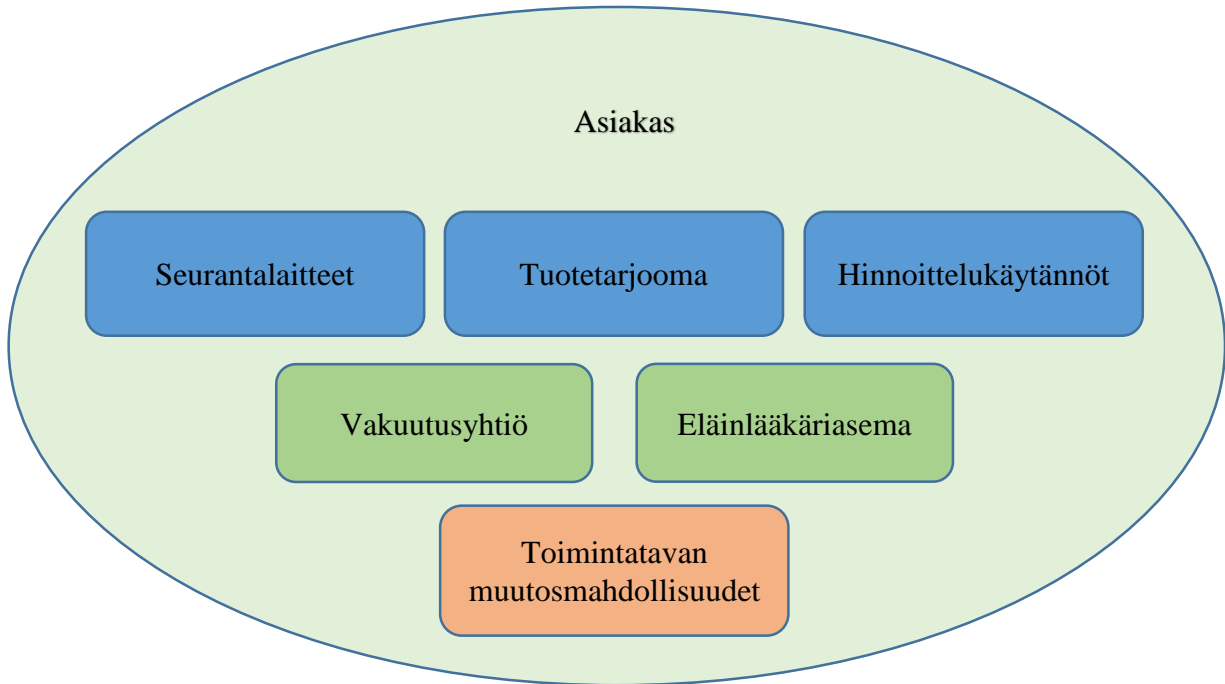 Asiakas
Seurantalaitteet
Tuotetarjooma
Hinnoittelukäytännöt
Vakuutusyhtiö
Eläinlääkäriasema
Toimintatavan
muutosmahdollisuudet